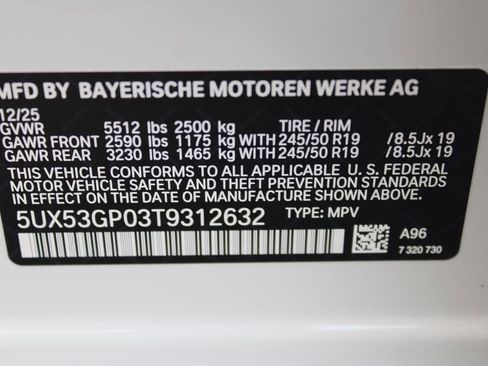 MFD BY BAYERISCHE MOTOREN WERKE AG
12/25
GVWR 5512 lbs 2500 kg TIRE / RIM
GAWR FRONT 2590 lbs 1175 kg WITH 245/50 R19 /8.5Jx 19
GAWR REAR 3230 lbs 1465 kg WITH 245/50 R19 /8.5Jx 19
THIS VEHICLE CONFORMS TO ALL APPLICABLE U. S. FEDERAL
MOTOR VEHICLE SAFETY AND THEFT PREVENTION STANDARDS
IN EFFECT ON THE DATE OF MANUFACTURE SHOWN ABOVE.
5UX53GP03T9312632 TYPE: MPV
A96
7 320 730